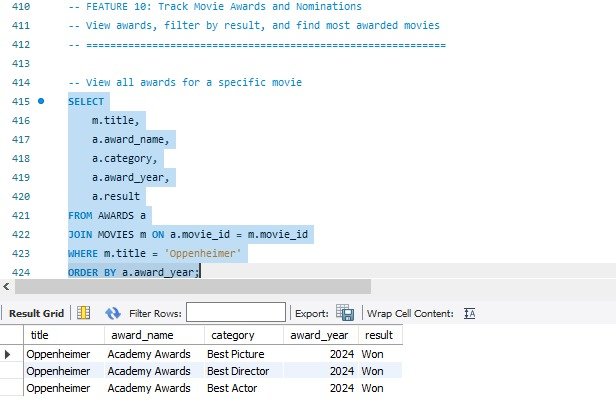 410 -- FEATURE 10: Track Movie Awards and Nominations
411 -- View awards, filter by result, and find most awarded movies
412 -- ============================================================
413
414 -- View all awards for a specific movie
415 SELECT
416 m.title,
417 a.award_name,
418 a.category,
419 a.award_year,
420 a.result
421 FROM AWARDS a
422 JOIN MOVIES m ON a.movie_id = m.movie_id
423 WHERE m.title = 'Oppenheimer'
424 ORDER BY a.award_year;
Result Grid Filter Rows: Export: Wrap Cell Content:
title award_name category award_year result
Oppenheimer Academy Awards Best Picture 2024 Won
Oppenheimer Academy Awards Best Director 2024 Won
Oppenheimer Academy Awards Best Actor 2024 Won